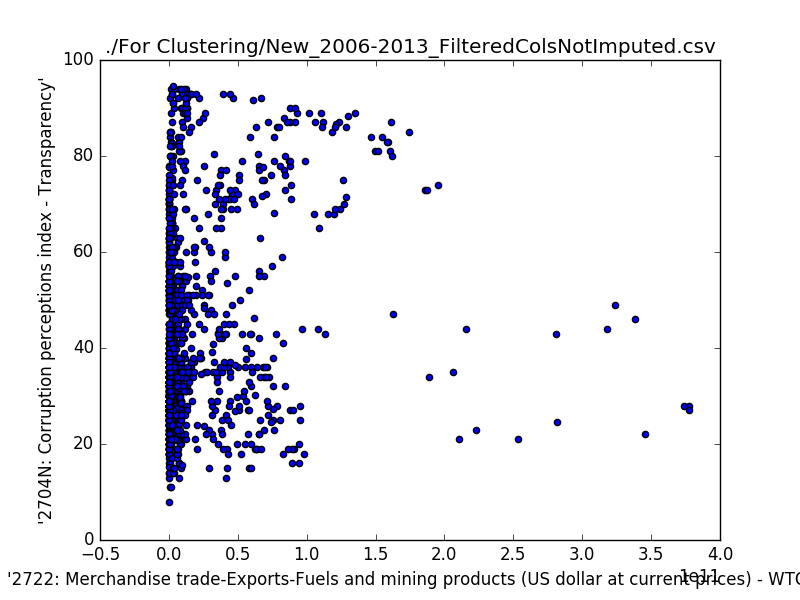 ./For Clustering/New_2006-2013_FilteredColsNotImputed.csv
'2704N: Corruption perceptions index - Transparency'
100
80
60
40
20
0
−0.5 0.0 0.5 1.0 1.5 2.0 2.5 3.0 3.5 4.0
1e11
'2722: Merchandise trade-Exports-Fuels and mining products (US dollar at current prices) - WTO